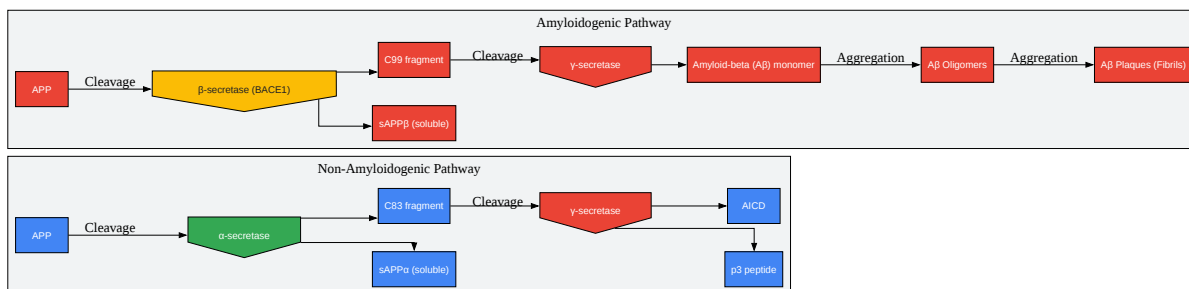 Amyloidogenic Pathway
APP
Cleavage
β-secretase (BACE1)
C99 fragment
Cleavage
γ-secretase
Amyloid-beta (Aβ) monomer
Aggregation
Aβ Oligomers
Aggregation
Aβ Plaques (Fibrils)
sAPPβ (soluble)
Non-Amyloidogenic Pathway
APP
Cleavage
α-secretase
C83 fragment
Cleavage
γ-secretase
AICD
sAPPα (soluble)
p3 peptide